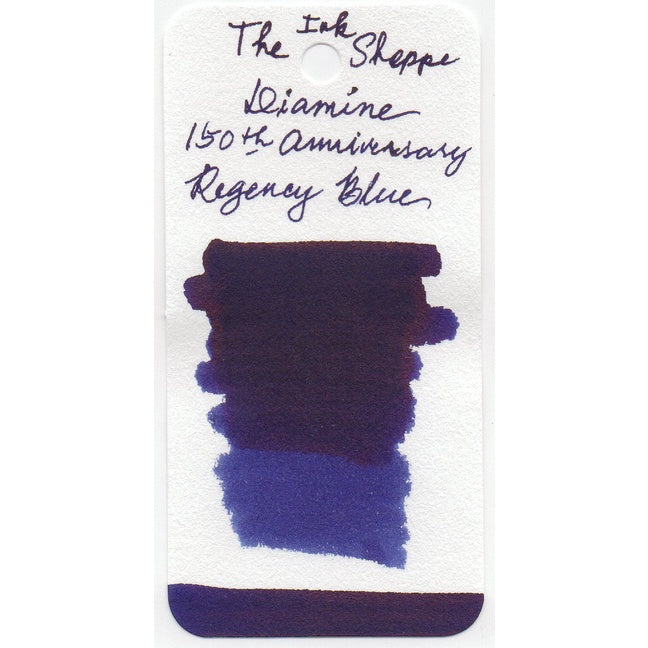 The Ink Shoppe
Diamine
150th Anniversary
Regency Blue